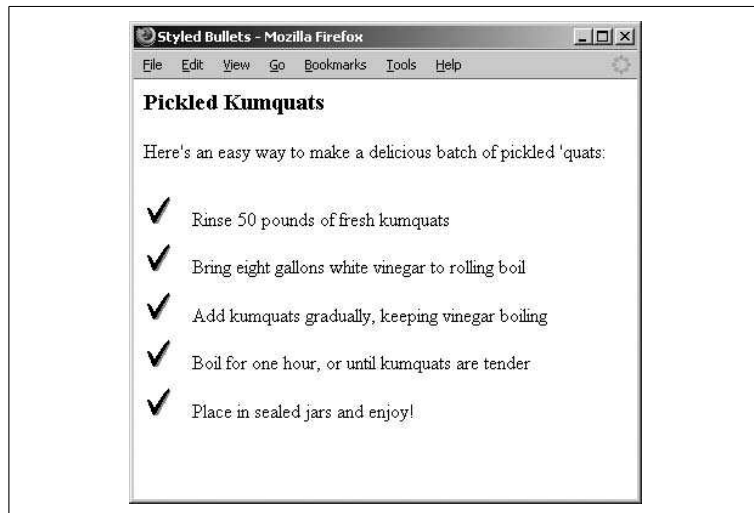 Styled Bullets - Mozilla Firefox
File Edit View Go Bookmarks Tools Help
Pickled Kumquats
Here's an easy way to make a delicious batch of pickled 'quats:
Rinse 50 pounds of fresh kumquats
Bring eight gallons white vinegar to rolling boil
Add kumquats gradually, keeping vinegar boiling
Boil for one hour, or until kumquats are tender
Place in sealed jars and enjoy!